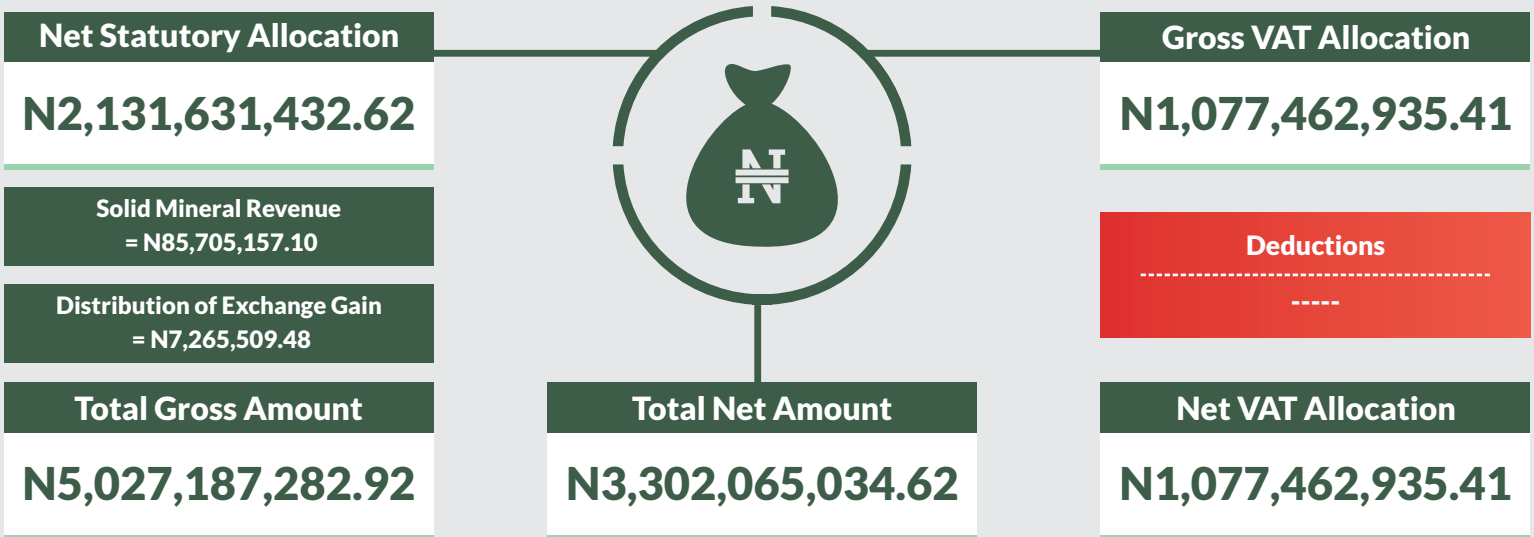 Net Statutory Allocation
N2,131,631,432.62
Solid Mineral Revenue
= N85,705,157.10
Distribution of Exchange Gain
= N7,265,509.48
Total Gross Amount
N5,027,187,282.92
₦
Total Net Amount
N3,302,065,034.62
Gross VAT Allocation
N1,077,462,935.41
Deductions
--------------------------------------------------
-----
Net VAT Allocation
N1,077,462,935.41